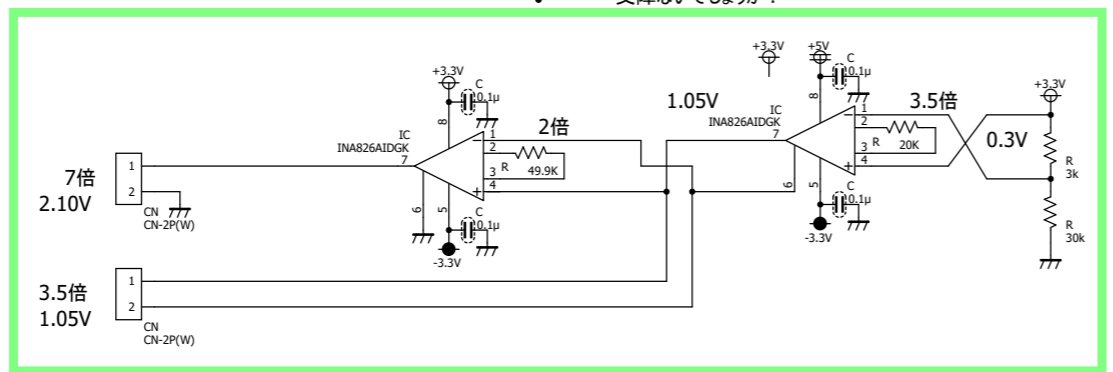 +3.3V
C
0.1μ
8
IC
INA826AIDGK
7
2倍
1
2
3
4
R
49.9K
6
5
C
0.1μ
-3.3V
+3.3V
+5V
C
0.1μ
8
1.05V
IC
INA826AIDGK
7
3.5倍
1
2
3
4
R
20K
6
5
C
0.1μ
-3.3V
+3.3V
0.3V
R
3k
R
30k
7倍
2.10V
1
2
CN
CN-2P(W)
3.5倍
1.05V
1
2
CN
CN-2P(W)